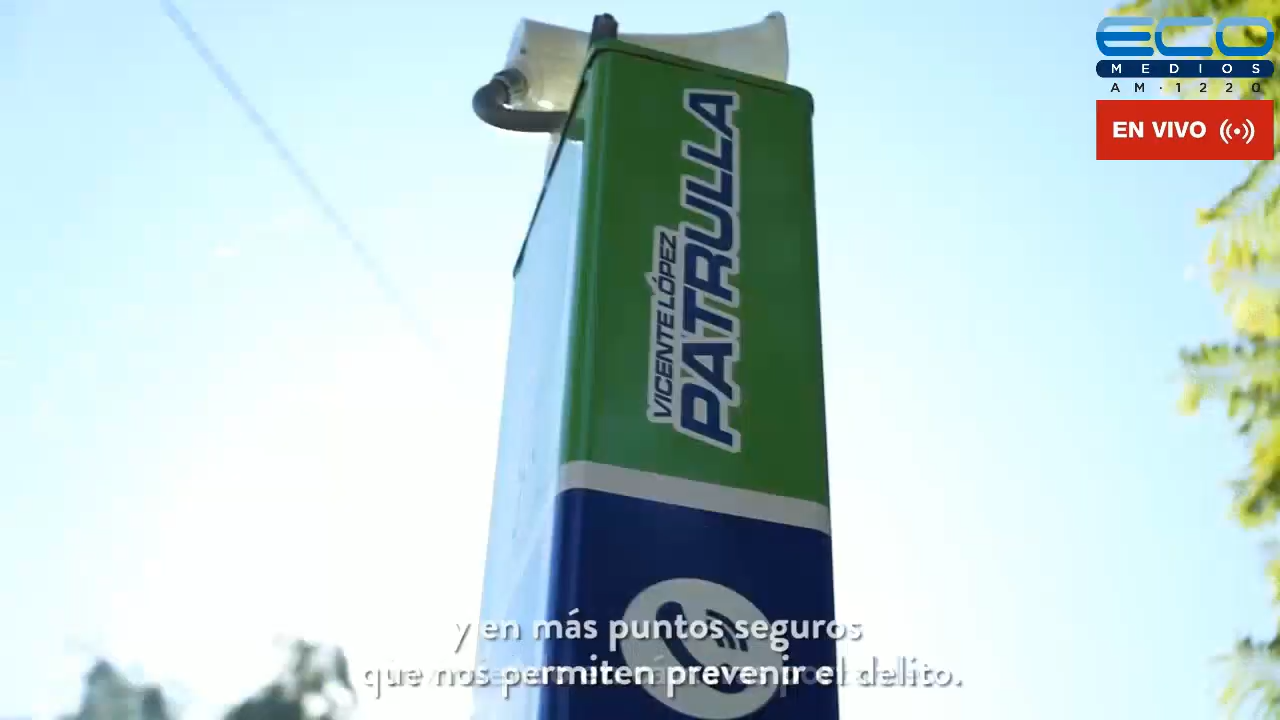 ECO
MEDIOS
AM·1220
EN VIVO
VICENTE LÓPEZ
PATRULLA
y en más puntos seguros
que nos permiten prevenir el delito.